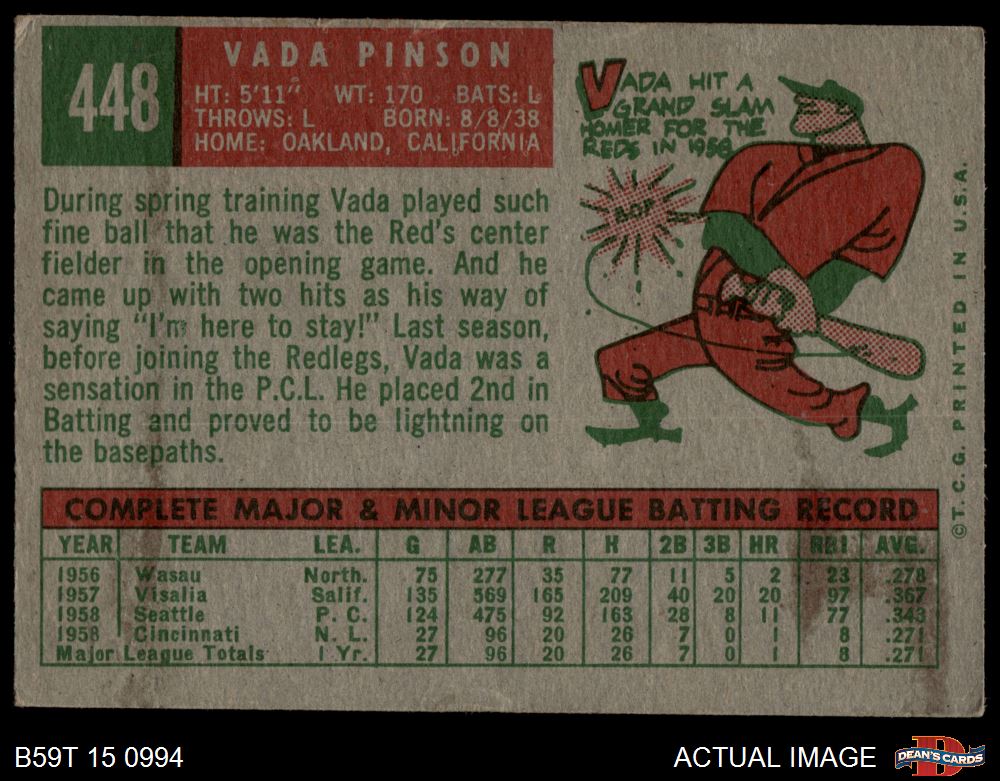 448
VADA PINSON
HT: 5'11" WT: 170 BATS: L
THROWS: L BORN: 8/8/38
HOME: OAKLAND, CALIFORNIA
VADA HIT A
GRAND SLAM
HOMER FOR THE
REDS IN 1958
BOP
During spring training Vada played such
fine ball that he was the Red's center
fielder in the opening game. And he
came up with two hits as his way of
saying "I'm here to stay!" Last season,
before joining the Redlegs, Vada was a
sensation in the P.C.L. He placed 2nd in
Batting and proved to be lightning on
the basepaths.
©T.C.G. PRINTED IN U.S.A.
COMPLETE MAJOR & MINOR LEAGUE BATTING RECORD
YEAR TEAM LEA. G AB R H 2B 3B HR RBI AVG.
1956 Wasau North. 75 277 35 77 11 5 2 23 .278
1957 Visalia Salif. 135 569 165 209 40 20 20 97 .367
1958 Seattle P. C. 124 475 92 163 28 8 11 77 .343
1958 Cincinnati N. L. 27 96 20 26 7 0 1 8 .271
Major League Totals 1 Yr. 27 96 20 26 7 0 1 8 .271
B59T 15 0994
ACTUAL IMAGE
D
DEAN'S CARDS